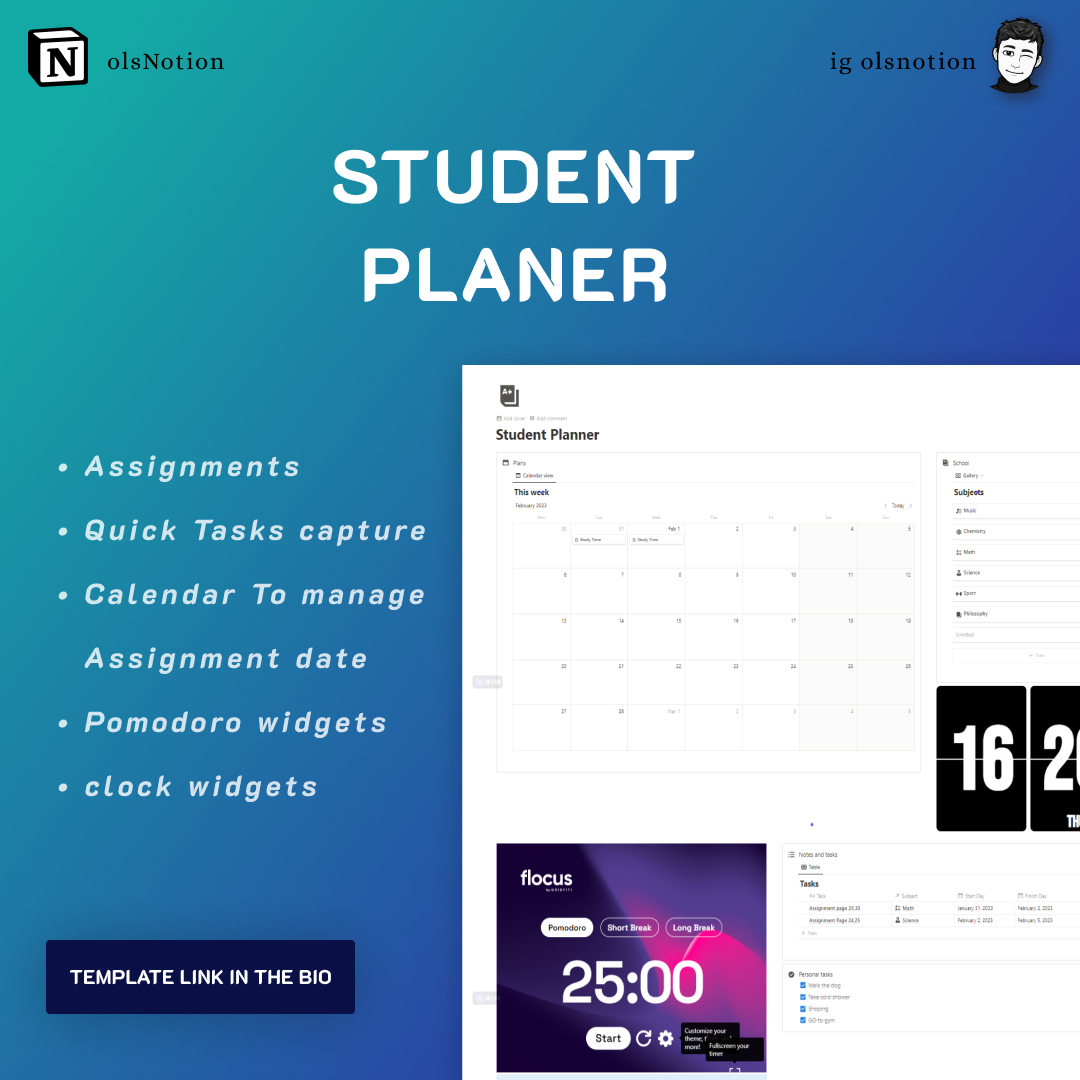 N olsNotion
ig olsnotion
STUDENT
PLANER
• Assignments
• Quick Tasks capture
• Calendar To manage
Assignment date
• Pomodoro widgets
• clock widgets
TEMPLATE LINK IN THE BIO
A+
Add cover Add comment
Student Planner
Plans
Calendar view
This week
February 2023 < Today >
Mon Tue Wed Thu Fri Sat Sun
30 31 Feb 1 2 3 4 5
Study Time Study Time
6 7 8 9 10 11 12
13 14 15 16 17 18 19
20 21 22 23 24 25 26
27 28 Mar 1 2 3 4 5
School
Gallery
Subjects
Music
Chemistry
Math
Science
Sport
Philosophy
Untitled
+ New
16
TH
flocus
by GRIDFITI
Pomodoro Short Break Long Break
25:00
Start
Customize your
more!
Fullscreen your
timer
Notes and tasks
Table
Tasks
Aa Task Subject Start Day Finish Day
Assignment page 20,30 Math January 21, 2023 February 2, 2023
Assignment Page 24,25 Science February 2, 2023 February 5, 2023
+ New
Personal tasks
Walk the dog
Take cold shower
Shoping
GO to gym